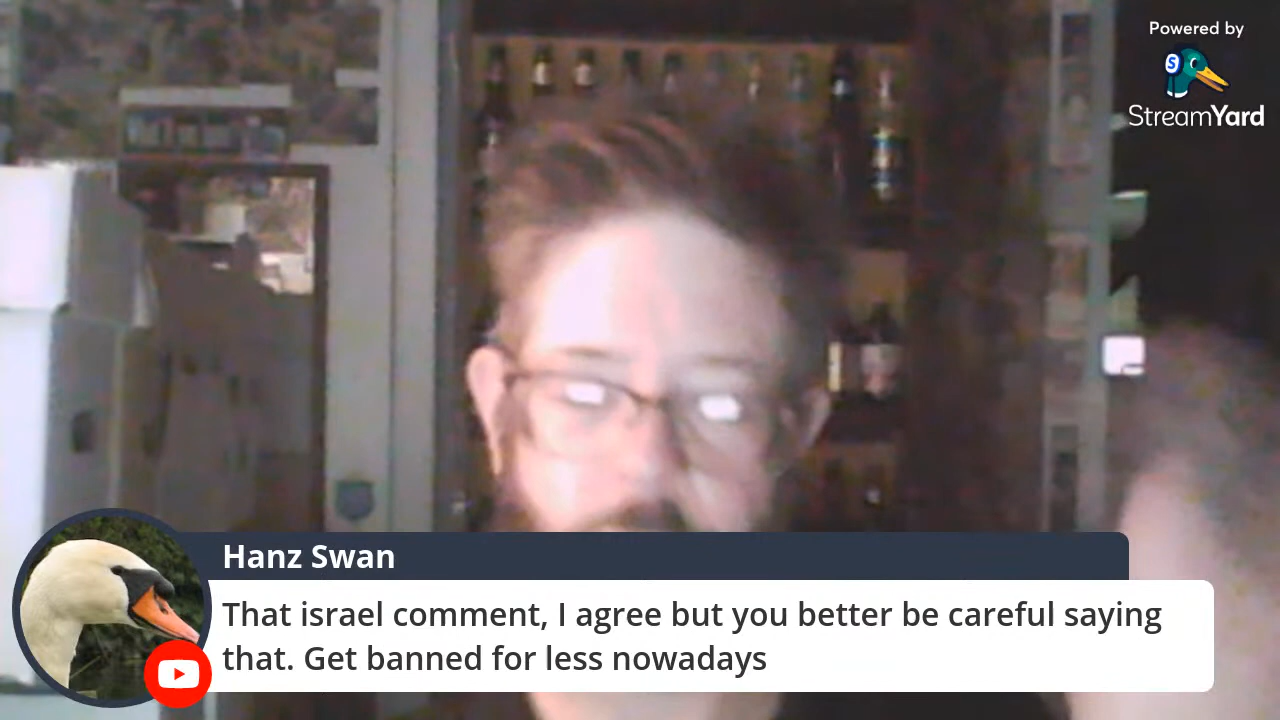 Powered by
StreamYard
Hanz Swan
That israel comment, I agree but you better be careful saying
that. Get banned for less nowadays